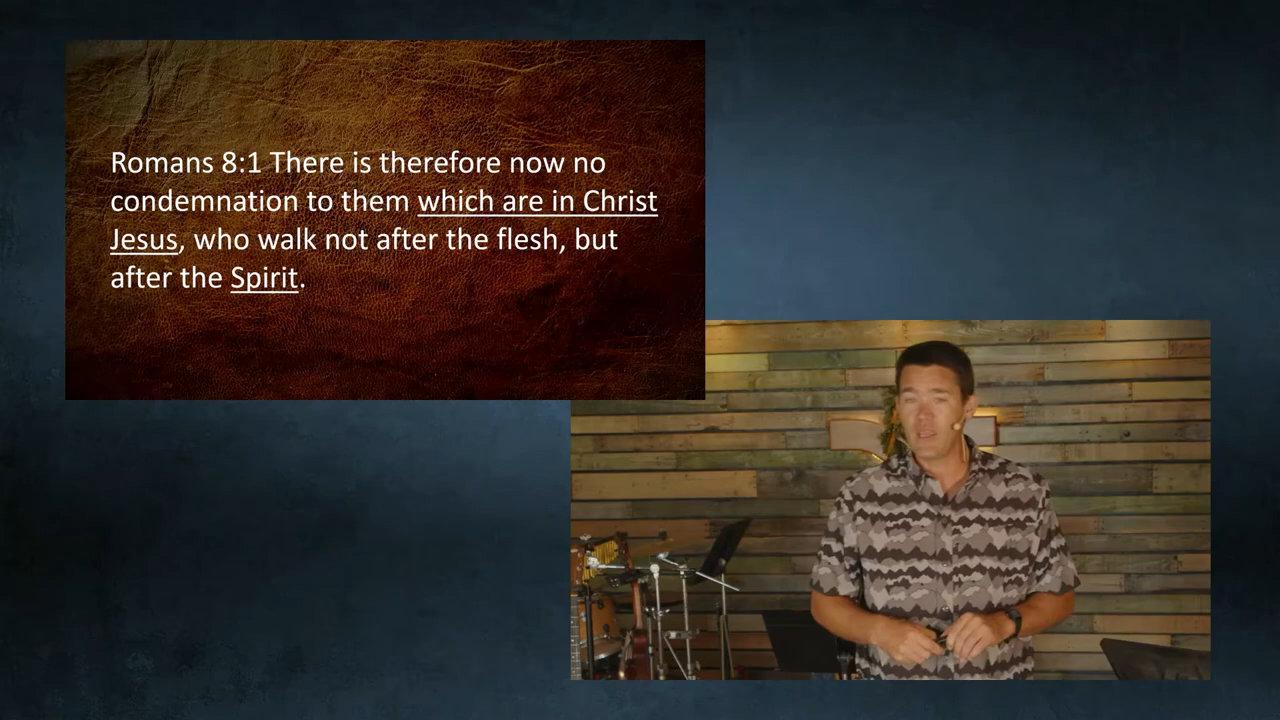 Romans 8:1 There is therefore now no
condemnation to them which are in Christ
Jesus, who walk not after the flesh, but
after the Spirit.